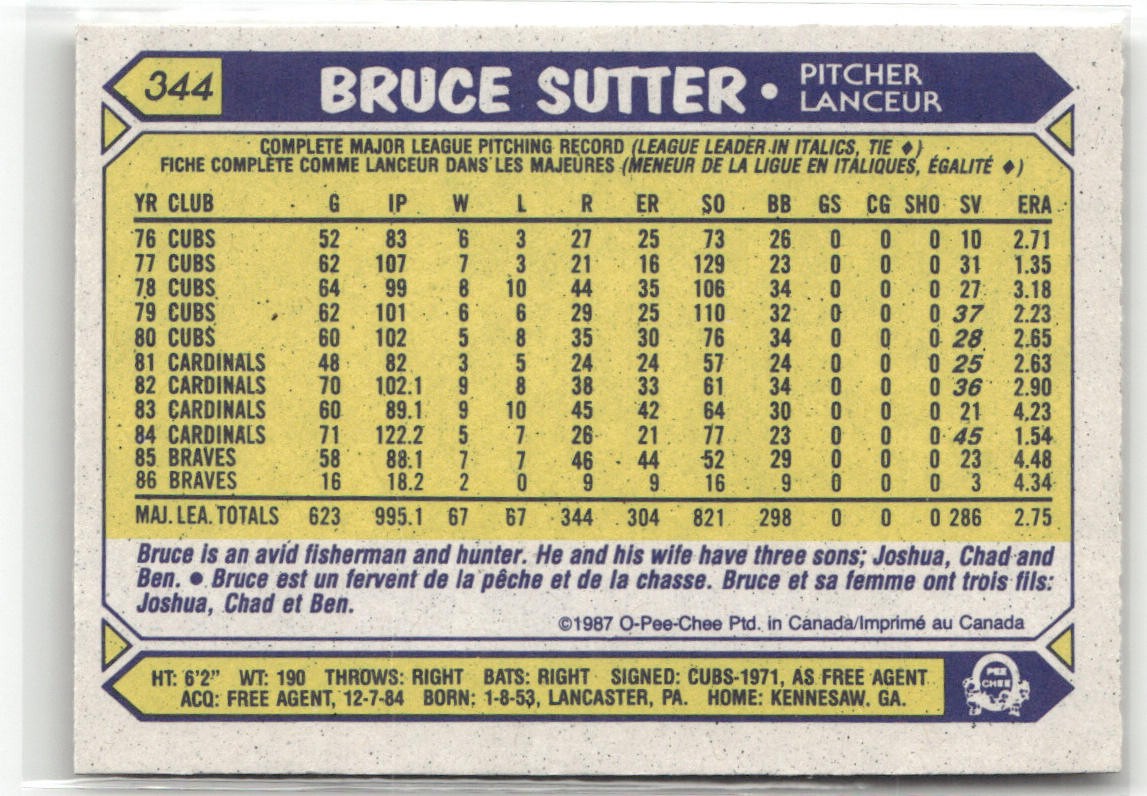 344 BRUCE SUTTER • PITCHER
LANCEUR
COMPLETE MAJOR LEAGUE PITCHING RECORD (LEAGUE LEADER IN ITALICS, TIE ♦)
FICHE COMPLÈTE COMME LANCEUR DANS LES MAJEURES (MENEUR DE LA LIGUE EN ITALIQUES, ÉGALITÉ ♦)
YR CLUB G IP W L R ER SO BB GS CG SHO SV ERA
76 CUBS 52 83 6 3 27 25 73 26 0 0 0 10 2.71
77 CUBS 62 107 7 3 21 16 129 23 0 0 0 31 1.35
78 CUBS 64 99 8 10 44 35 106 34 0 0 0 27 3.18
79 CUBS 62 101 6 6 29 25 110 32 0 0 0 37 2.23
80 CUBS 60 102 5 8 35 30 76 34 0 0 0 28 2.65
81 CARDINALS 48 82 3 5 24 24 57 24 0 0 0 25 2.63
82 CARDINALS 70 102.1 9 8 38 33 61 34 0 0 0 36 2.90
83 CARDINALS 60 89.1 9 10 45 42 64 30 0 0 0 21 4.23
84 CARDINALS 71 122.2 5 7 26 21 77 23 0 0 0 45 1.54
85 BRAVES 58 88.1 7 7 46 44 52 29 0 0 0 23 4.48
86 BRAVES 16 18.2 2 0 9 9 16 9 0 0 0 3 4.34
MAJ. LEA. TOTALS 623 995.1 67 67 344 304 821 298 0 0 0 286 2.75
Bruce is an avid fisherman and hunter. He and his wife have three sons; Joshua, Chad and
Ben. • Bruce est un fervent de la pêche et de la chasse. Bruce et sa femme ont trois fils:
Joshua, Chad et Ben.
©1987 O-Pee-Chee Ptd. in Canada/Imprimé au Canada
HT: 6'2" WT: 190 THROWS: RIGHT BATS: RIGHT SIGNED: CUBS-1971, AS FREE AGENT
ACQ: FREE AGENT, 12-7-84 BORN: 1-8-53, LANCASTER, PA. HOME: KENNESAW, GA.
PEE
CHEE